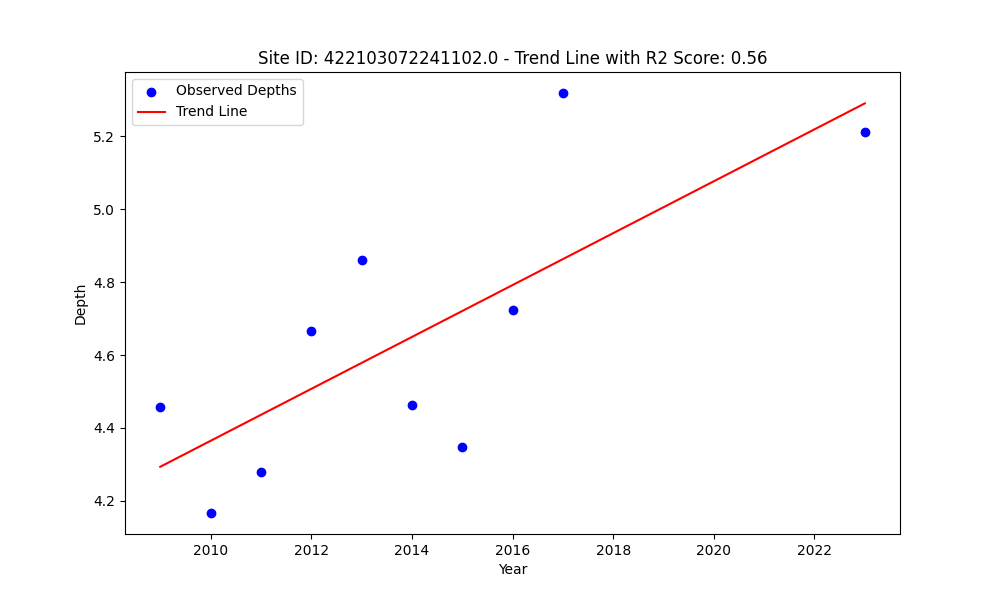 Site ID: 422103072241102.0 - Trend Line with R2 Score: 0.56
Observed Depths
Trend Line
Depth
5.2
5.0
4.8
4.6
4.4
4.2
2010 2012 2014 2016 2018 2020 2022
Year